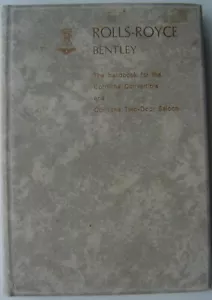 ROLLS-ROYCE
BENTLEY
The Handbook for the
Corniche Convertible
and
Corniche Two-Door Saloon